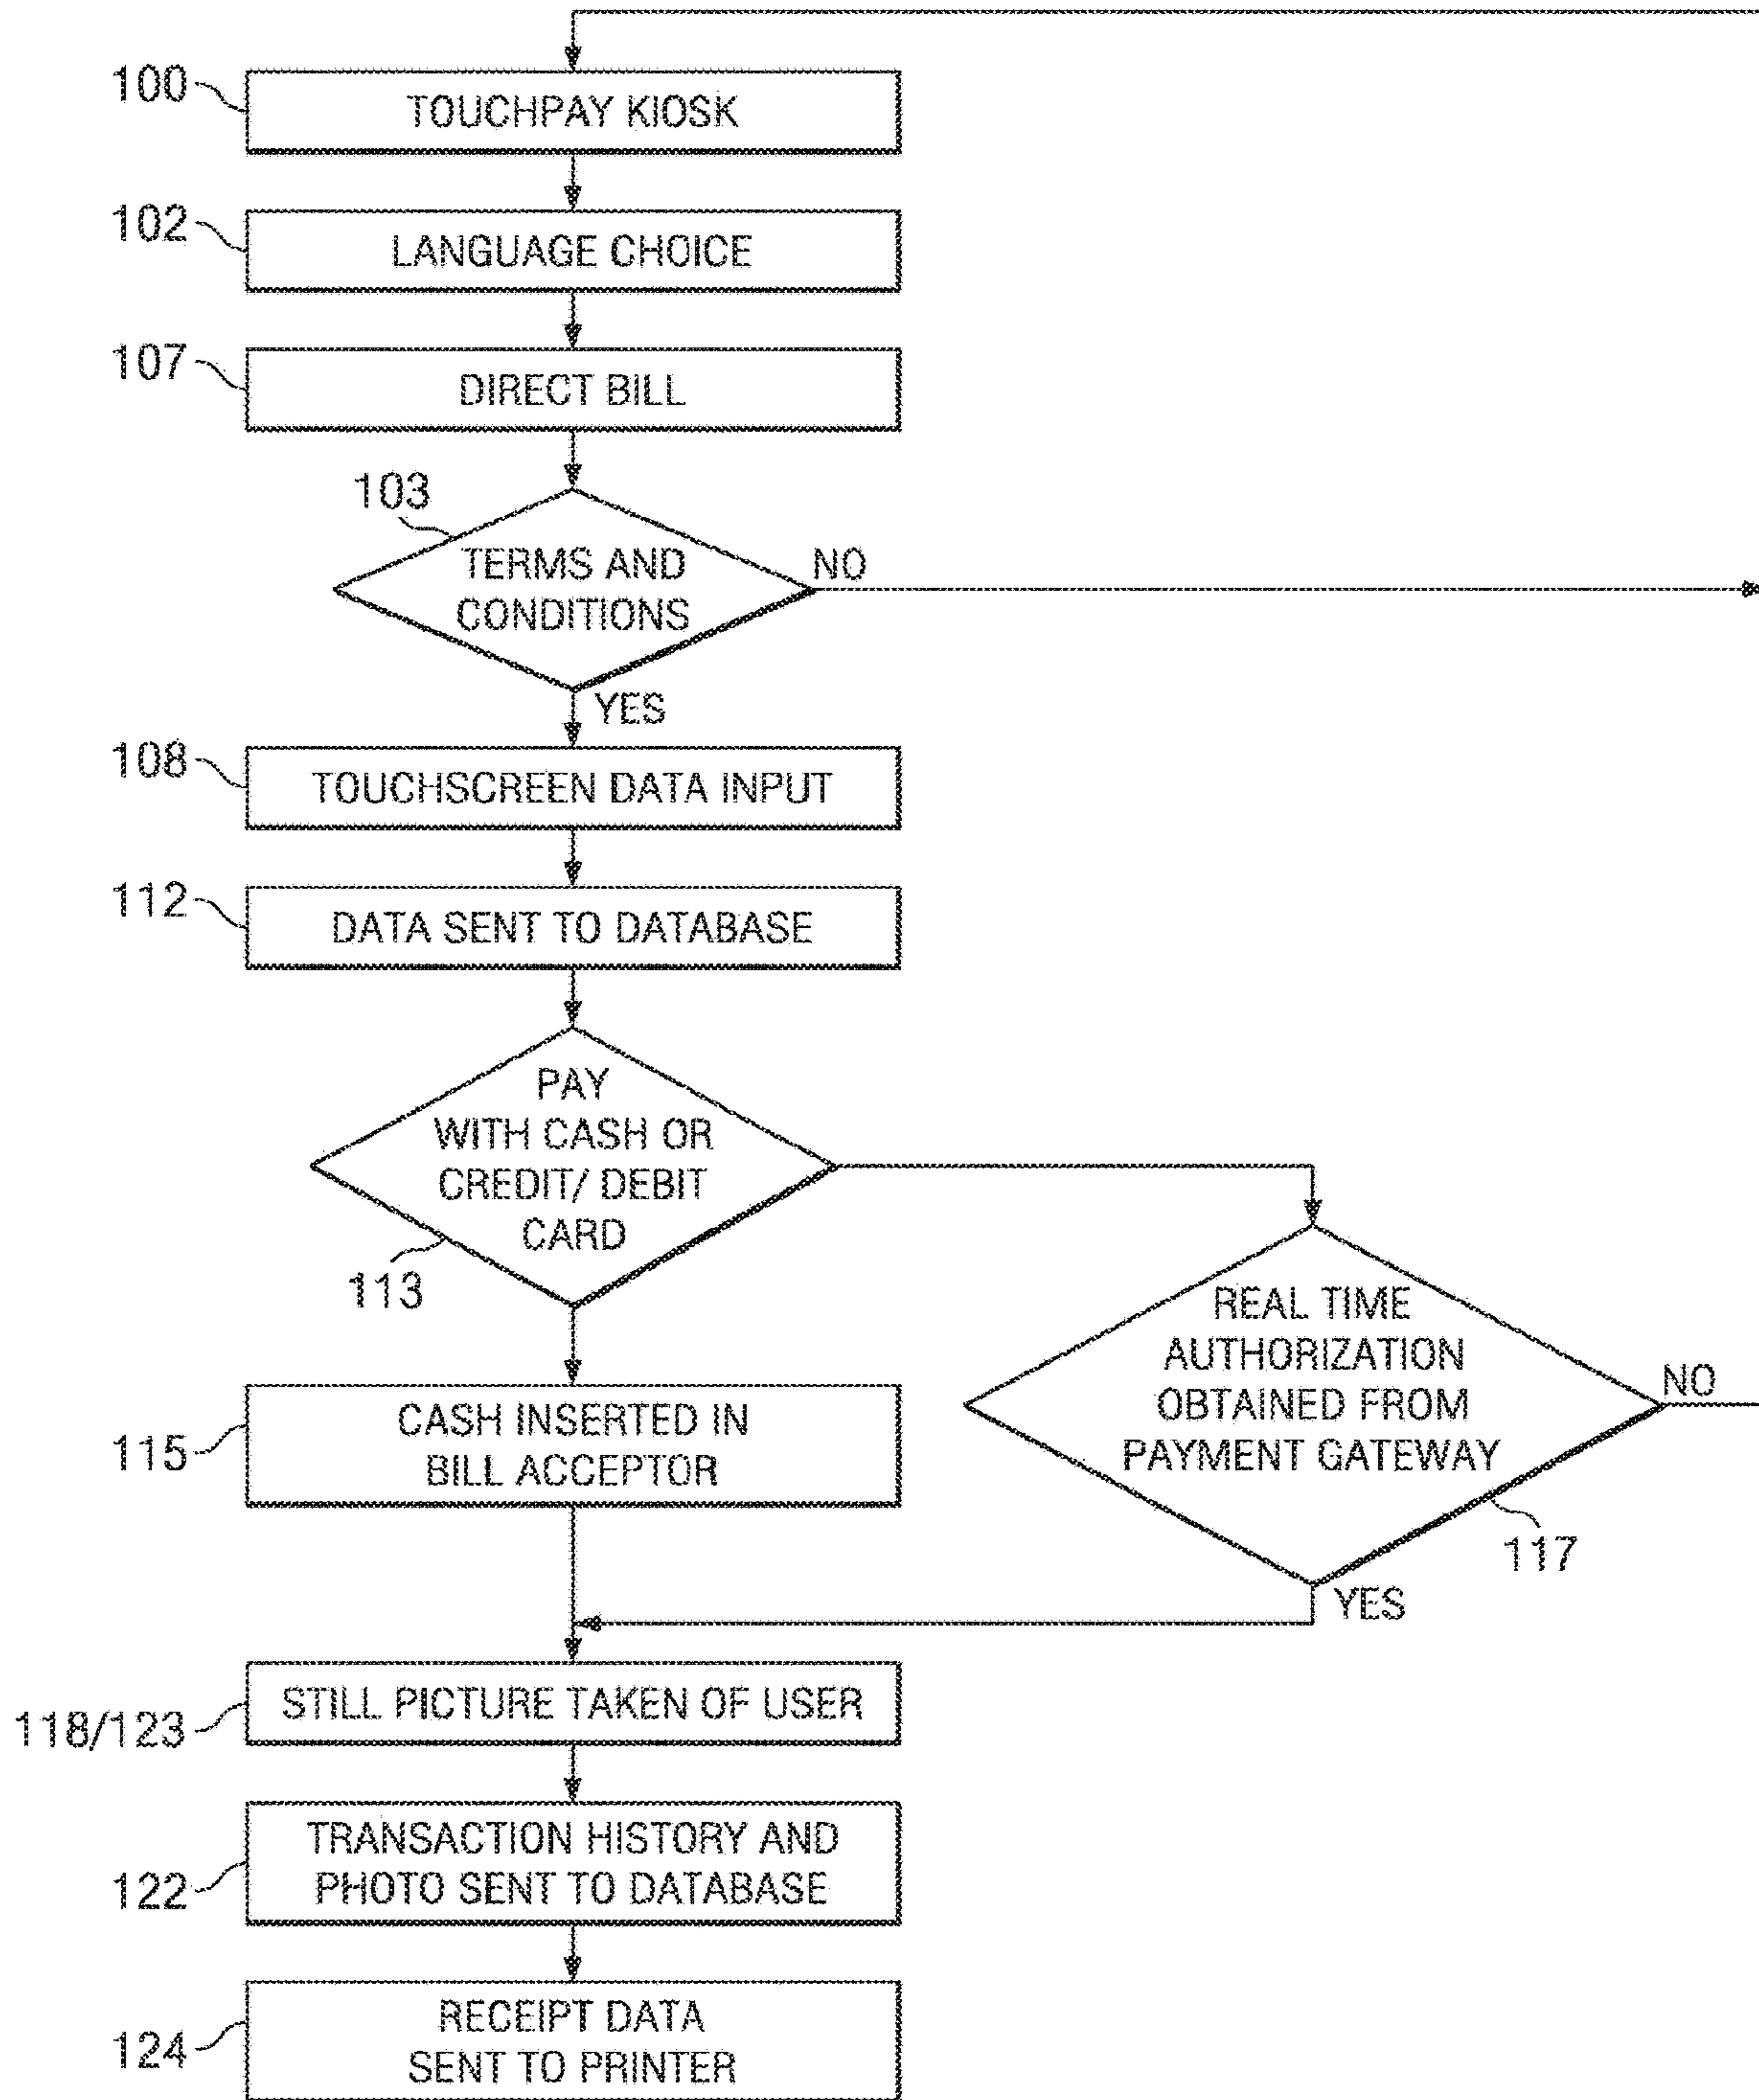 100
TOUCHPAY KIOSK
102
LANGUAGE CHOICE
107
DIRECT BILL
103
TERMS AND
CONDITIONS
NO
YES
108
TOUCHSCREEN DATA INPUT
112
DATA SENT TO DATABASE
PAY
WITH CASH OR
CREDIT/ DEBIT
CARD
113
REAL TIME
AUTHORIZATION
OBTAINED FROM
PAYMENT GATEWAY
NO
117
YES
CASH INSERTED IN
BILL ACCEPTOR
115
STILL PICTURE TAKEN OF USER
118/123
TRANSACTION HISTORY AND
PHOTO SENT TO DATABASE
122
RECEIPT DATA
SENT TO PRINTER
124